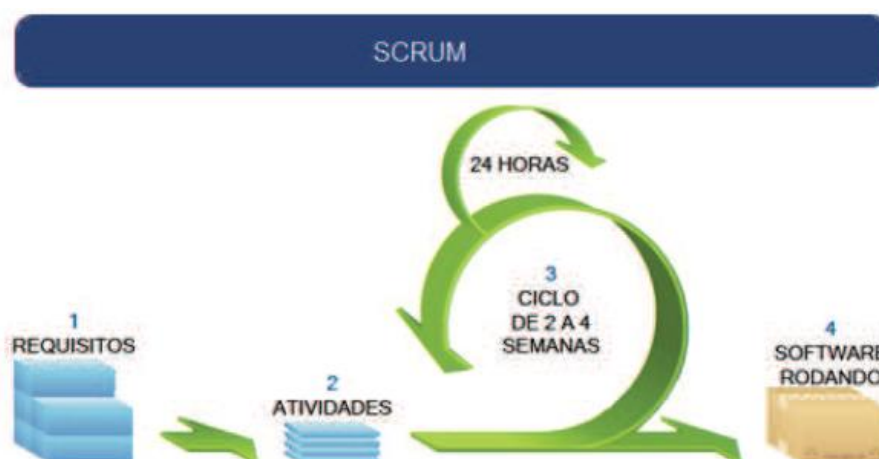 SCRUM
24 HORAS
3
CICLO
DE 2 A 4
SEMANAS
1
REQUISITOS
2
ATIVIDADES
4
SOFTWARE
RODANDO